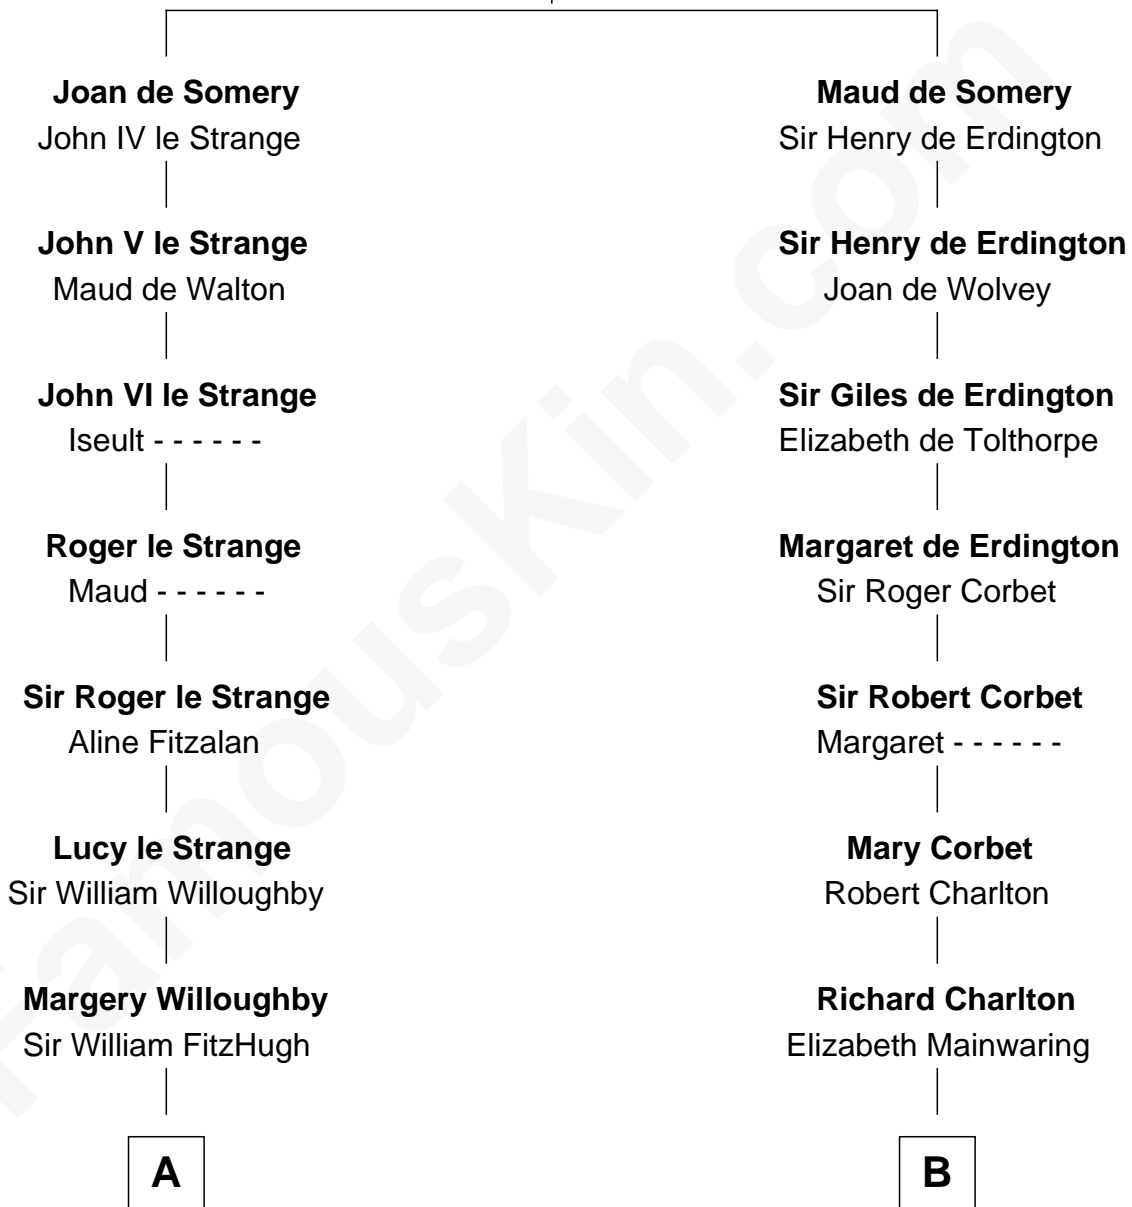 Joan de Somery
John IV le Strange
John V le Strange
Maud de Walton
John VI le Strange
Iseult - - - - - -
Roger le Strange
Maud - - - - - -
Sir Roger le Strange
Aline Fitzalan
Lucy le Strange
Sir William Willoughby
Margery Willoughby
Sir William FitzHugh
A
Maud de Somery
Sir Henry de Erdington
Sir Henry de Erdington
Joan de Wolvey
Sir Giles de Erdington
Elizabeth de Tolthorpe
Margaret de Erdington
Sir Roger Corbet
Sir Robert Corbet
Margaret - - - - - -
Mary Corbet
Robert Charlton
Richard Charlton
Elizabeth Mainwaring
B
FamousKin.com